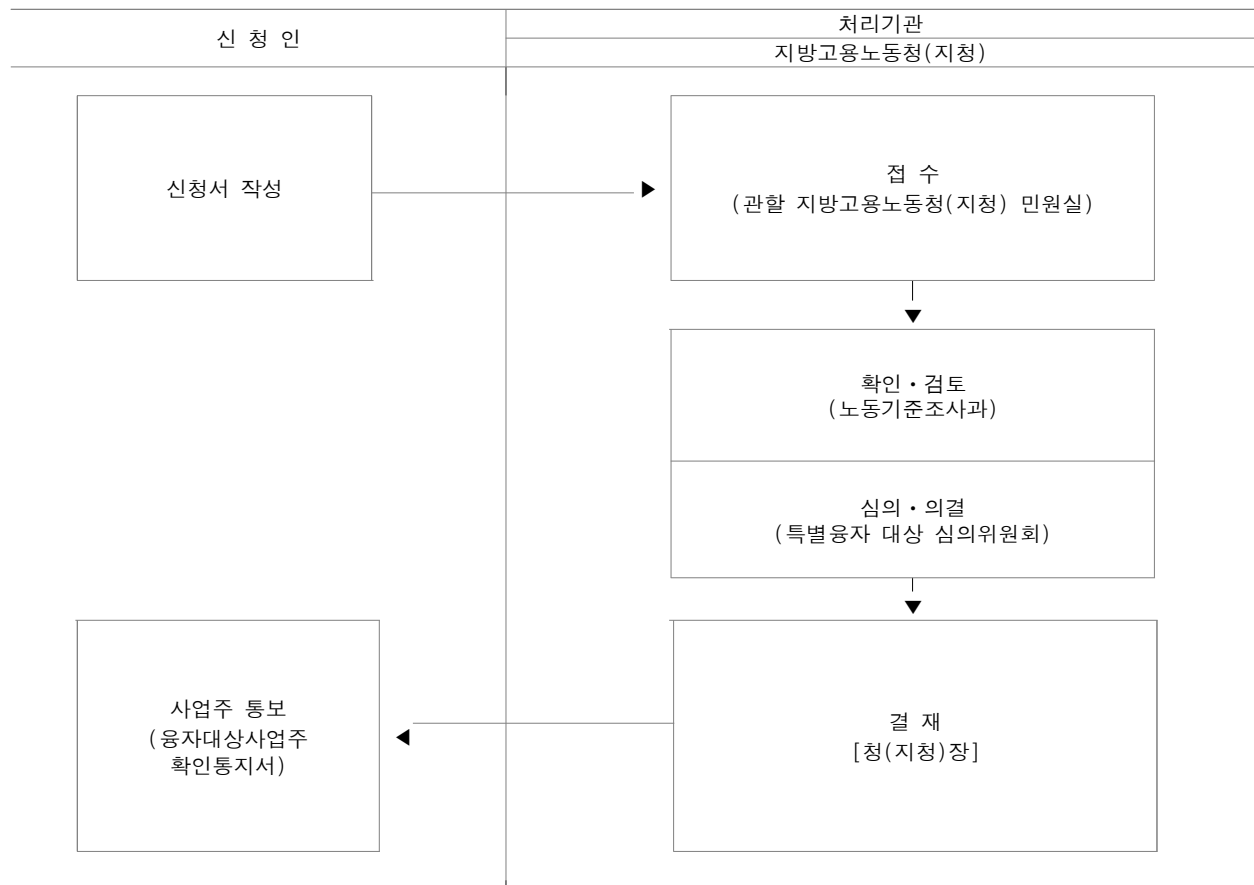 신 청 인
처리기관
지방고용노동청(지청)
신청서 작성
접 수
(관할 지방고용노동청(지청) 민원실)
확인・검토
(노동기준조사과)
심의・의결
(특별융자 대상 심의위원회)
사업주 통보
(융자대상사업주
확인통지서)
결 재
[청(지청)장]